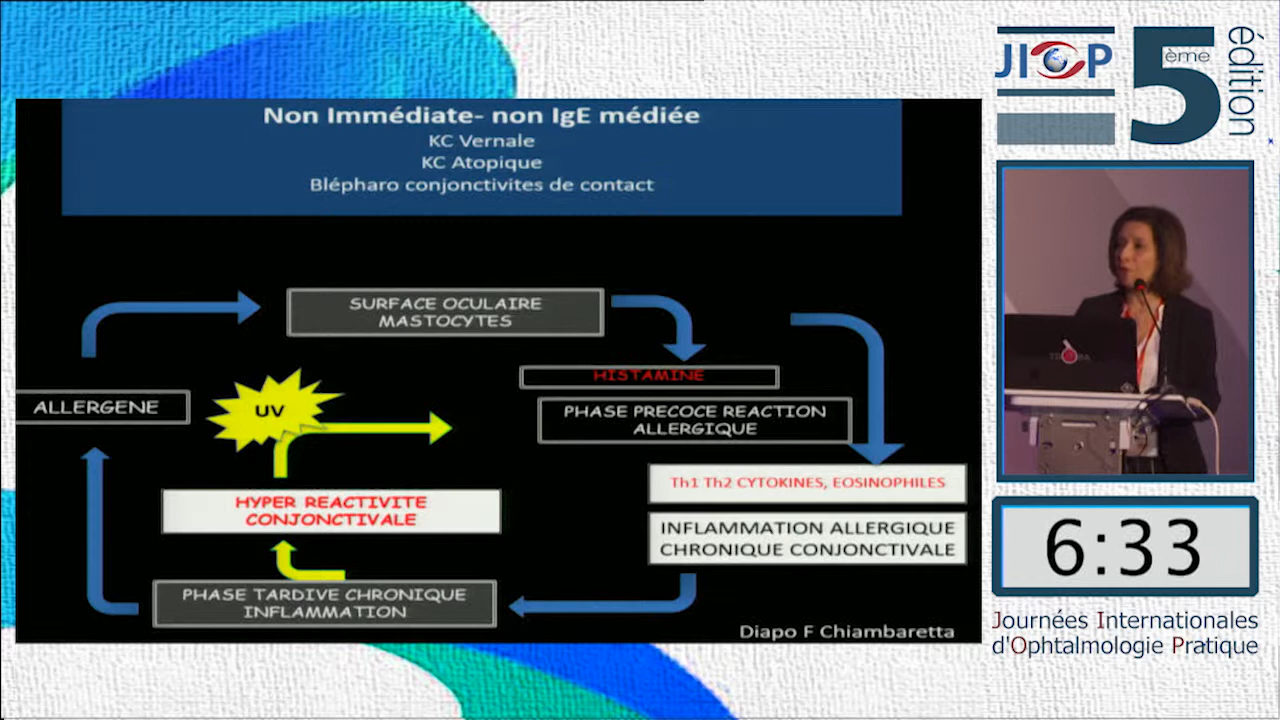 Non Immédiate- non IgE médiée
KC Vernale
KC Atopique
Blépharo conjonctivites de contact
SURFACE OCULAIRE
MASTOCYTES
HISTAMINE
ALLERGENE
UV
PHASE PRECOCE REACTION
ALLERGIQUE
Th1 Th2 CYTOKINES, EOSINOPHILES
HYPER REACTIVITE
CONJONCTIVALE
INFLAMMATION ALLERGIQUE
CHRONIQUE CONJONCTIVALE
PHASE TARDIVE CHRONIQUE
INFLAMMATION
Diapo F Chiambaretta
JIOP
5
ème
édition
6:33
Journées Internationales
d'Ophtalmologie Pratique